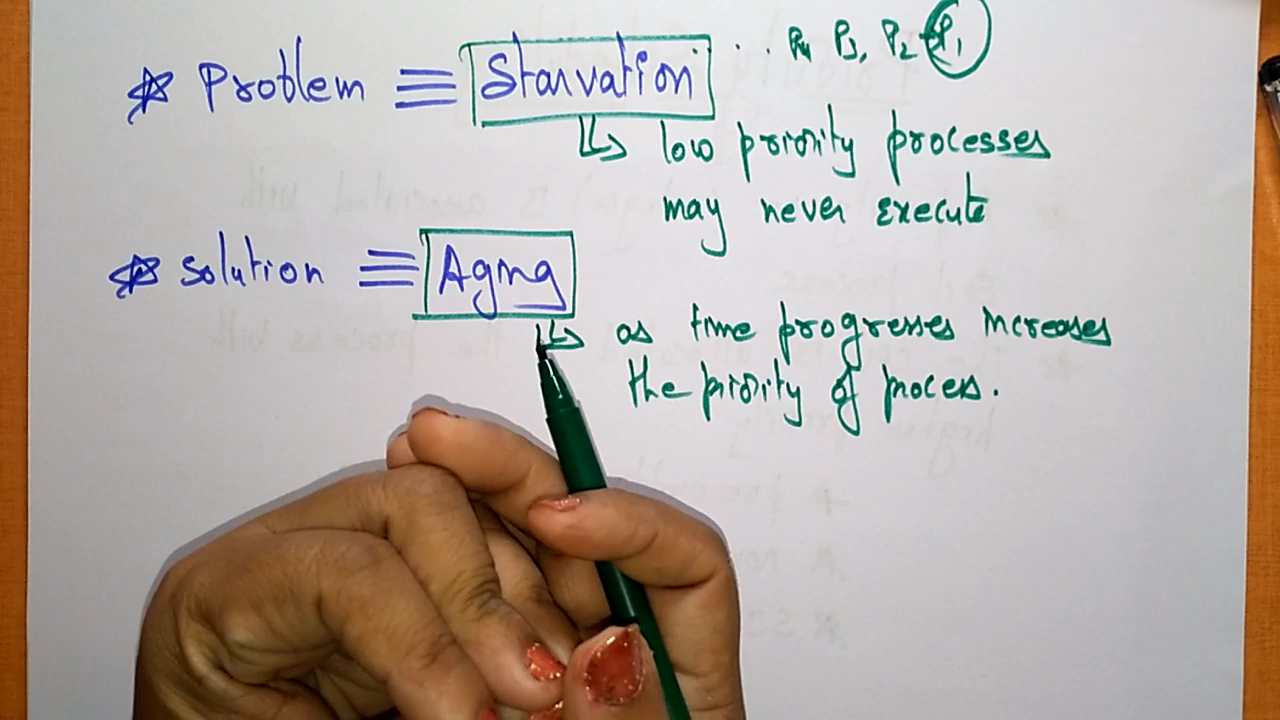 ☆ Problem ≡ Starvation . . . P4 P3, P2 P1,
low priority processes
may never execute
☆ Solution ≡ Aging
as time progresses increases
the priority of process.